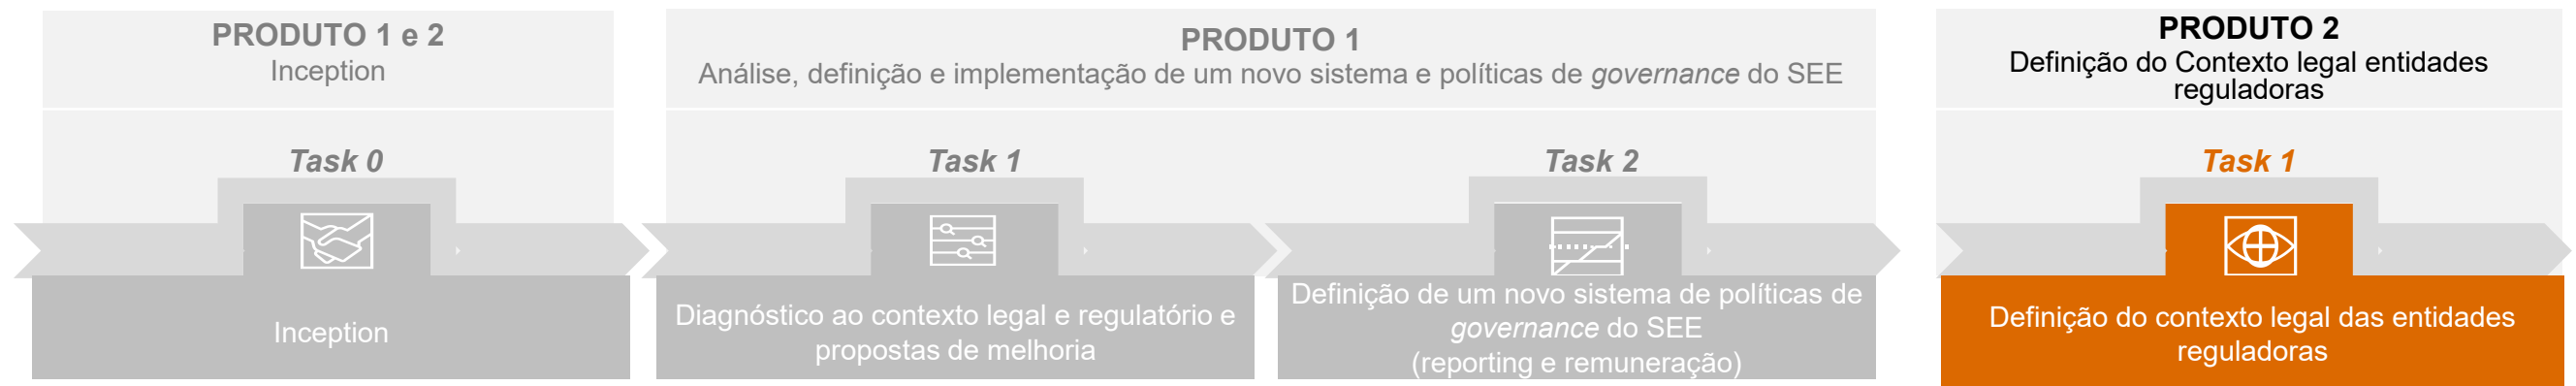 PRODUTO 1 e 2
Inception
Task 0
Inception
PRODUTO 1
Análise, definição e implementação de um novo sistema e políticas de governance do SEE
Task 1
Diagnóstico ao contexto legal e regulatório e
propostas de melhoria
Task 2
Definição de um novo sistema de políticas de
governance do SEE
(reporting e remuneração)
PRODUTO 2
Definição do Contexto legal entidades
reguladoras
Task 1
Definição do contexto legal das entidades
reguladoras